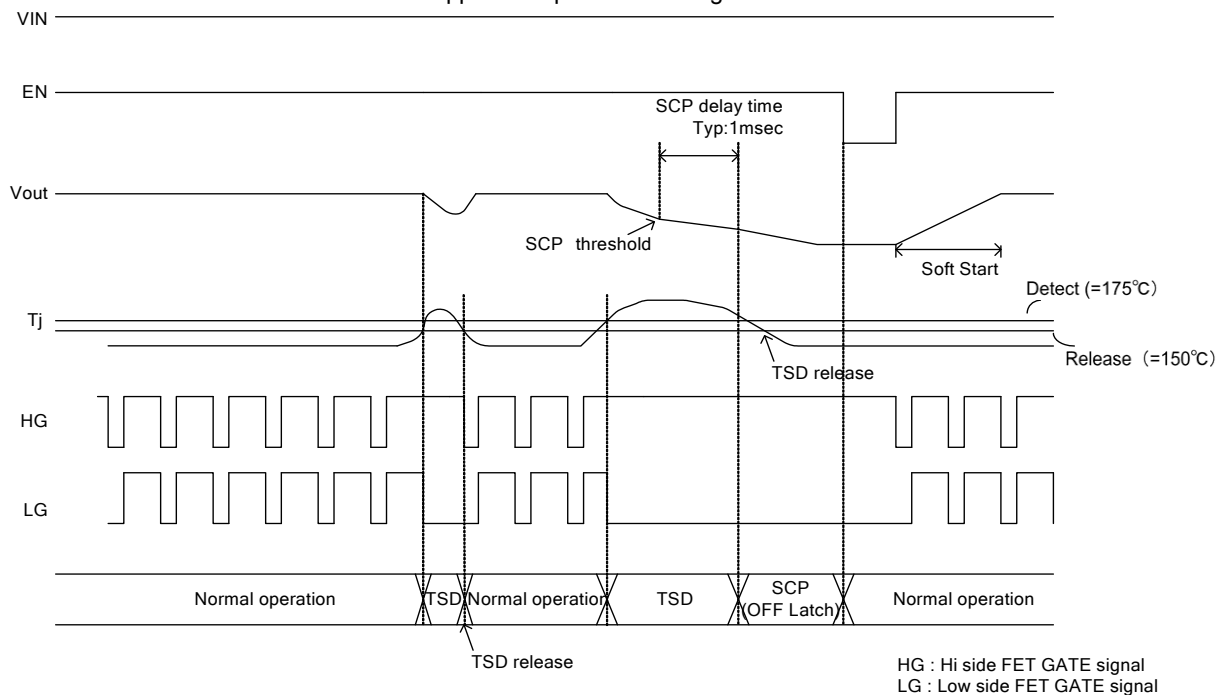 VIN
EN
SCP delay time
Typ:1msec
Vout
SCP threshold
Soft Start
Detect (=175°C)
Tj
TSD release
Release (=150°C)
HG
LG
Normal operation
TSD
Normal operation
TSD
SCP
(OFF Latch)
Normal operation
TSD release
HG : Hi side FET GATE signal
LG : Low side FET GATE signal